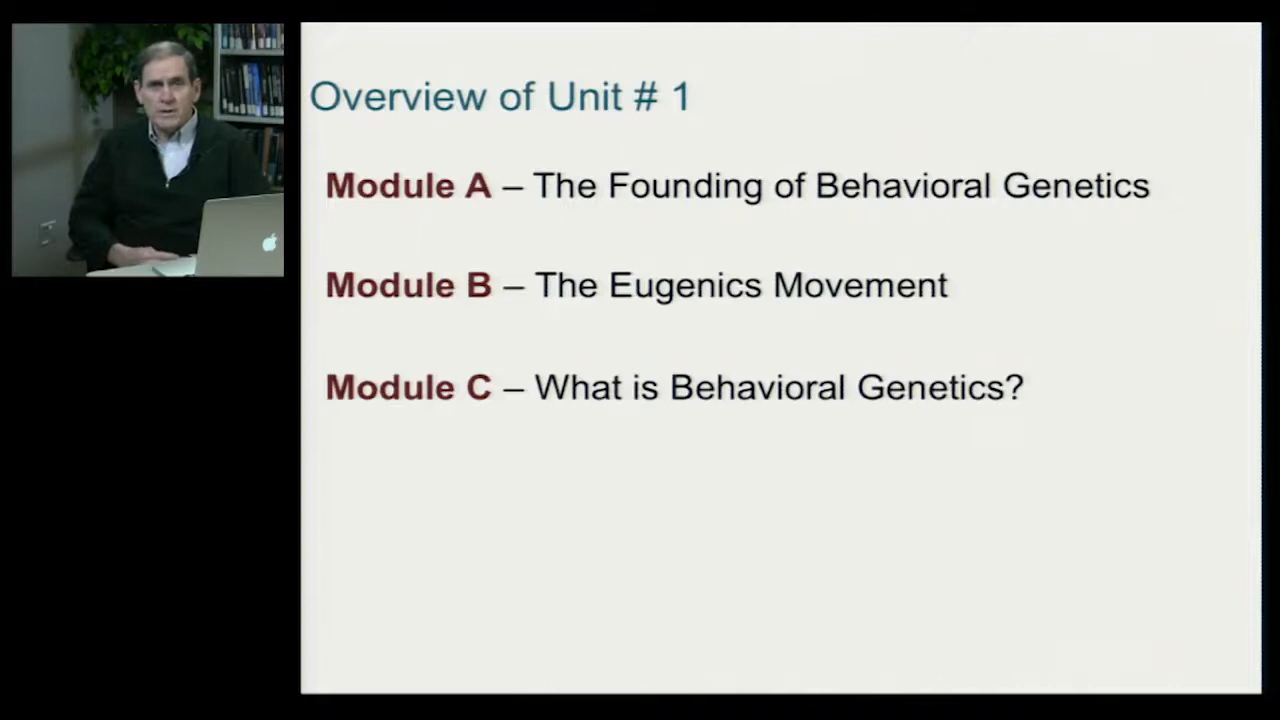 Overview of Unit # 1
Module A – The Founding of Behavioral Genetics
Module B – The Eugenics Movement
Module C – What is Behavioral Genetics?